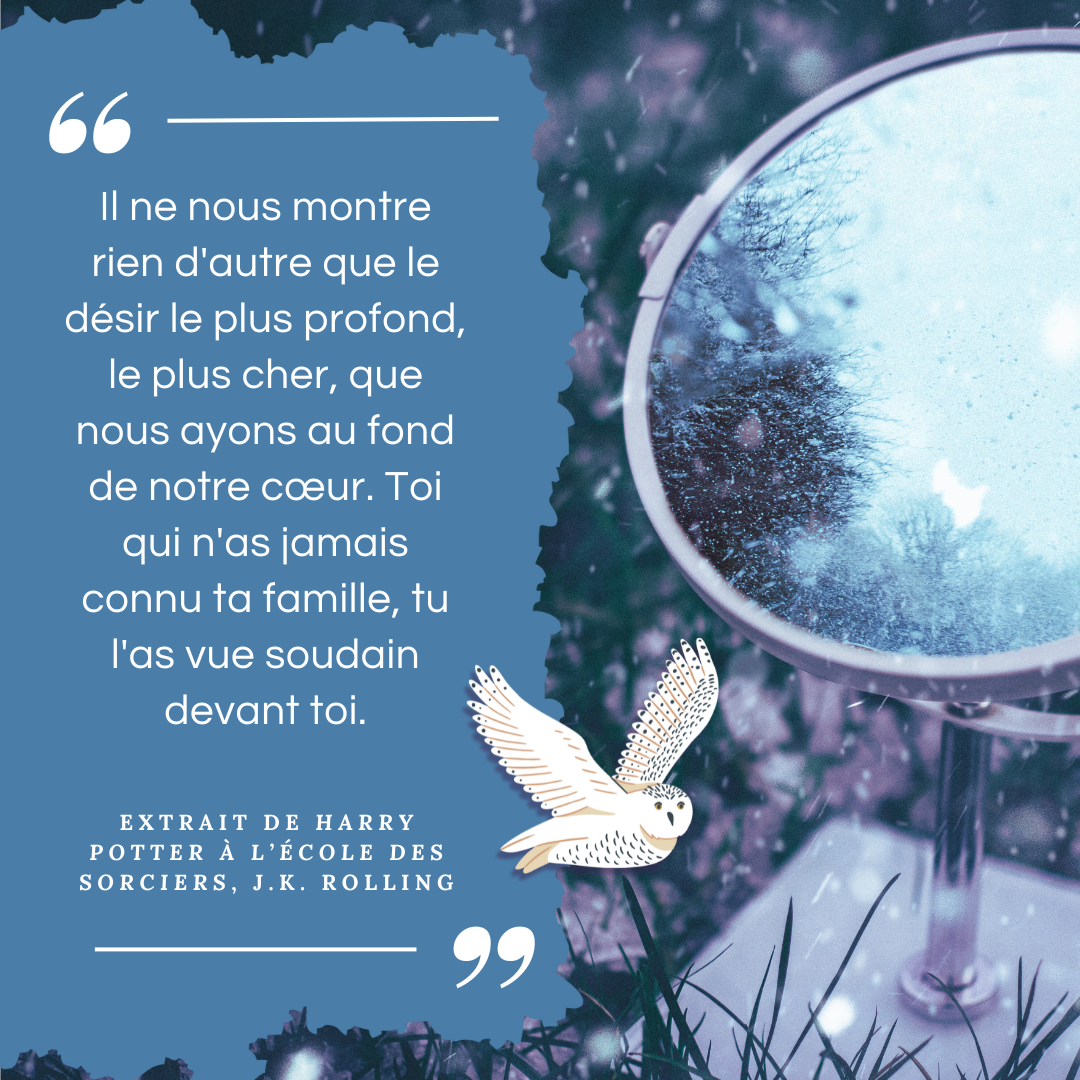 “
Il ne nous montre
rien d'autre que le
désir le plus profond,
le plus cher, que
nous ayons au fond
de notre cœur. Toi
qui n'as jamais
connu ta famille, tu
l'as vue soudain
devant toi.
EXTRAIT DE HARRY
POTTER À L’ÉCOLE DES
SORCIERS, J.K. ROLLING
”